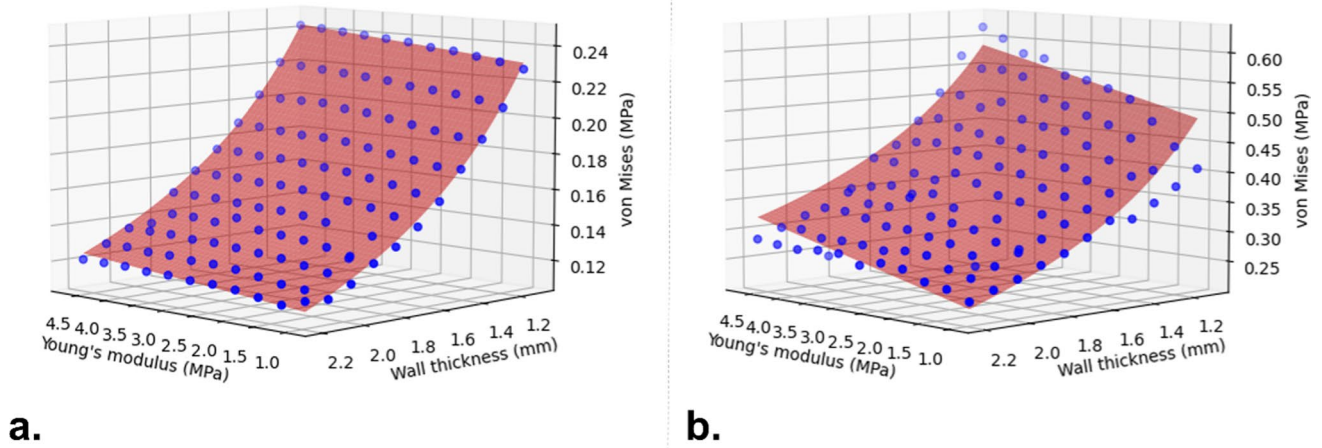 0.24
0.22
0.20
0.18
0.16
0.14
0.12
von Mises (MPa)
4.5 4.0 3.5 3.0 2.5 2.0 1.5 1.0
Young's modulus (MPa)
2.2 2.0 1.8 1.6 1.4 1.2
Wall thickness (mm)
a.
0.60
0.55
0.50
0.45
0.40
0.35
0.30
0.25
von Mises (MPa)
4.5 4.0 3.5 3.0 2.5 2.0 1.5 1.0
Young's modulus (MPa)
2.2 2.0 1.8 1.6 1.4 1.2
Wall thickness (mm)
b.